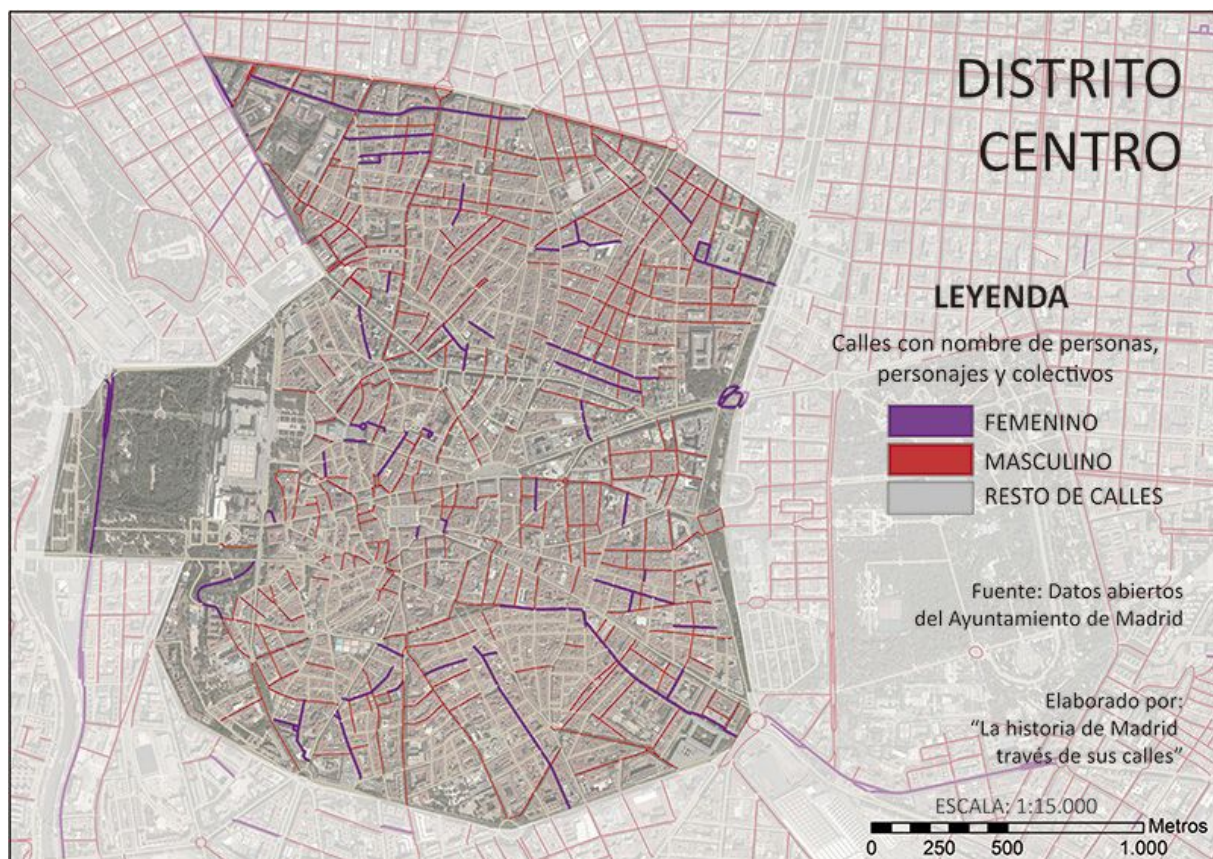 DISTRITO
CENTRO
LEYENDA
Calles con nombre de personas,
personajes y colectivos
FEMENINO
MASCULINO
RESTO DE CALLES
Fuente: Datos abiertos
del Ayuntamiento de Madrid
Elaborado por:
"La historia de Madrid
través de sus calles"
ESCALA: 1:15.000
Metros
0 250 500 1.000